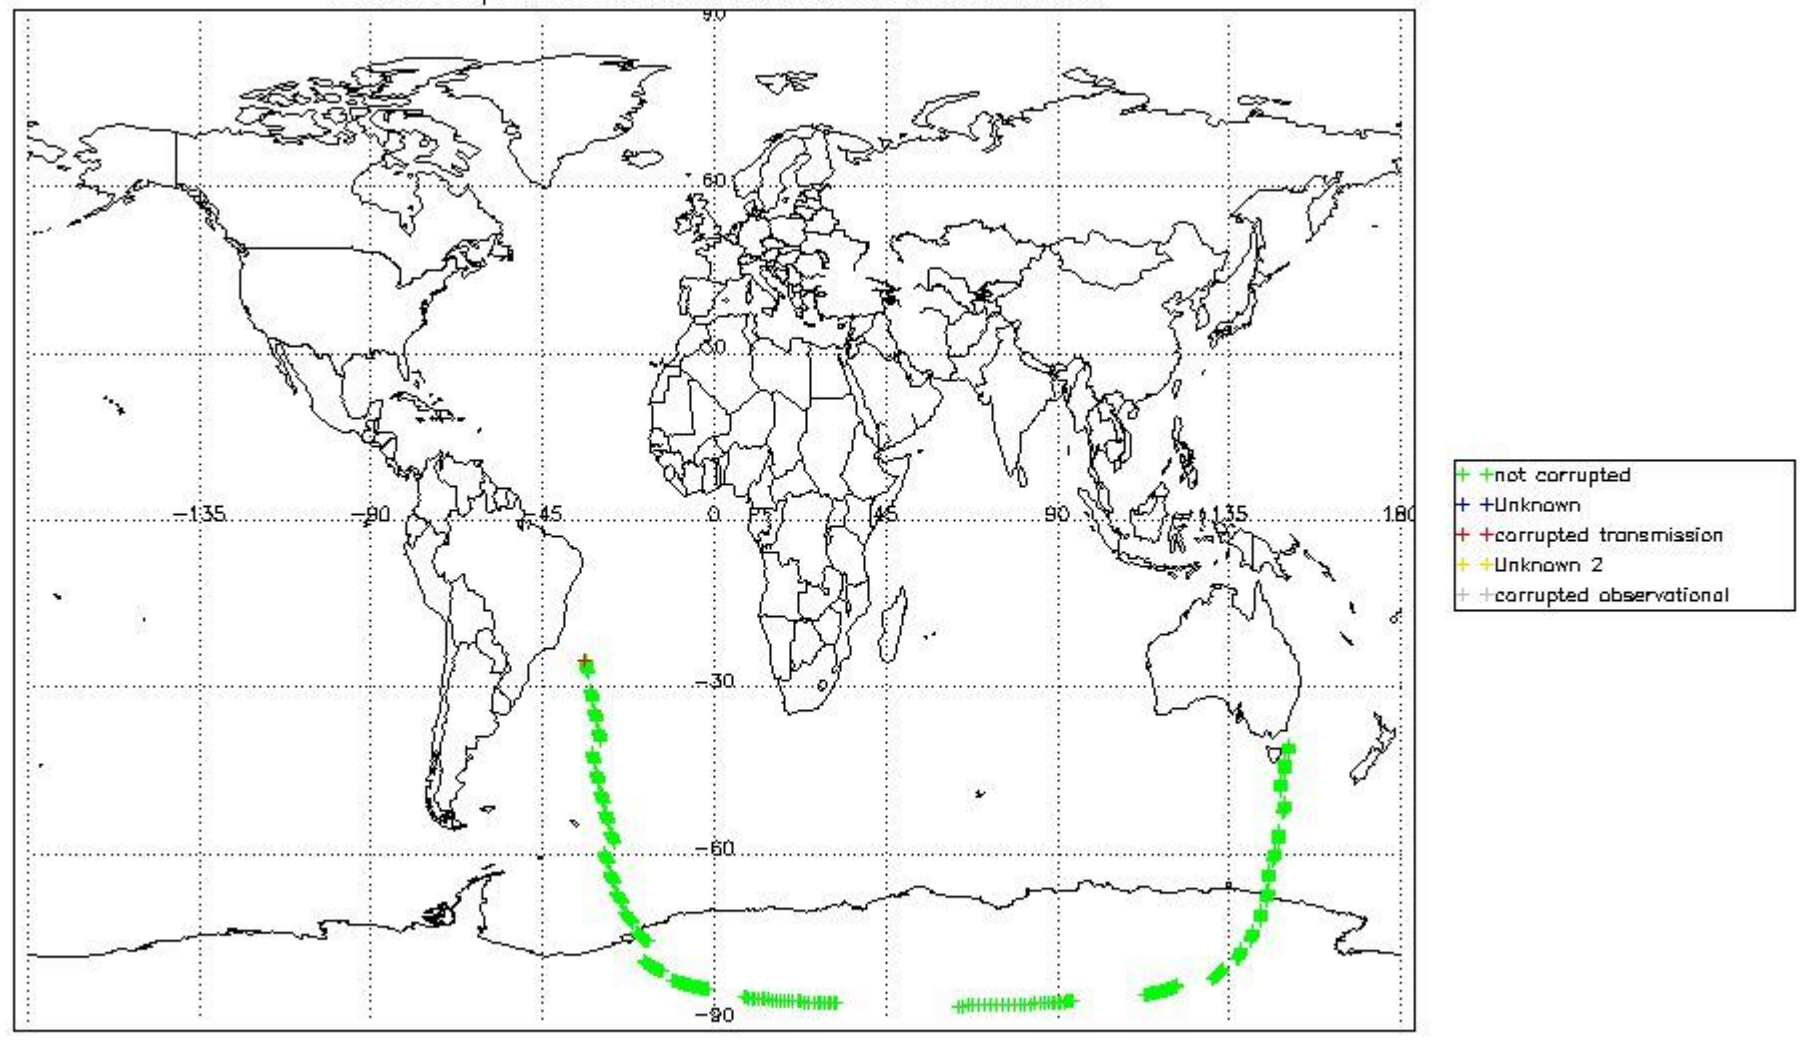 90
60
30
-135 -90 -45 0 45 90 135 180
-30
-60
-90
not corrupted
Unknown
corrupted transmission
Unknown 2
corrupted observational